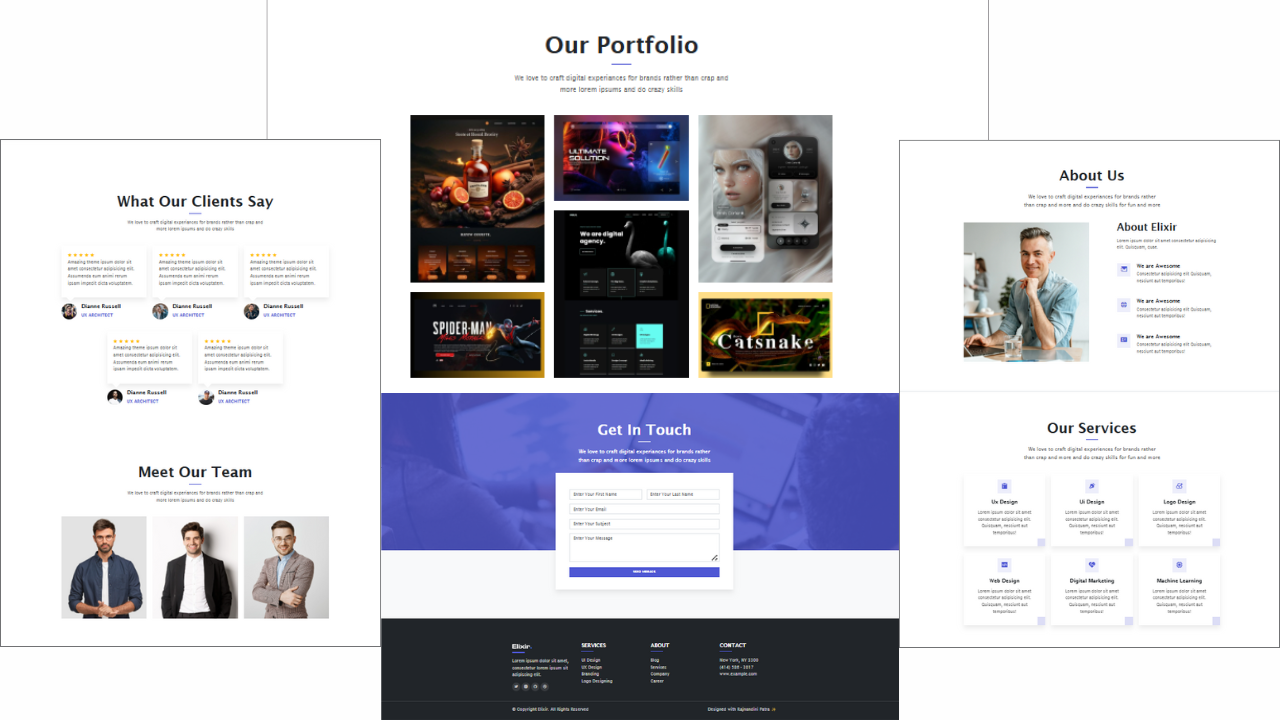 What Our Clients Say
We love to craft digital experiances for brands rather than crap and
more lorem ipsums and do crazy skills
★★★★★
Amazing theme ipsum dolor sit
amet consectetur adipisicing elit.
Assumenda cum animi rerum
ipsam impedit dicta voluptatem.
Dianne Russell
UX ARCHITECT
★★★★★
Amazing theme ipsum dolor sit
amet consectetur adipisicing elit.
Assumenda cum animi rerum
ipsam impedit dicta voluptatem.
Dianne Russell
UX ARCHITECT
★★★★★
Amazing theme ipsum dolor sit
amet consectetur adipisicing elit.
Assumenda cum animi rerum
ipsam impedit dicta voluptatem.
Dianne Russell
UX ARCHITECT
★★★★★
Amazing theme ipsum dolor sit
amet consectetur adipisicing elit.
Assumenda cum animi rerum
ipsam impedit dicta voluptatem.
Dianne Russell
UX ARCHITECT
★★★★★
Amazing theme ipsum dolor sit
amet consectetur adipisicing elit.
Assumenda cum animi rerum
ipsam impedit dicta voluptatem.
Dianne Russell
UX ARCHITECT
Meet Our Team
We love to craft digital experiances for brands rather than crap and
more lorem ipsums and do crazy skills
Our Portfolio
We love to craft digital experiances for brands rather than crap and
more lorem ipsums and do crazy skills
ULTIMATE
SOLUTION
We are digital
agency.
Services
SPIDER-MAN
Catsnake
Get In Touch
We love to craft digital experiances for brands rather
than crap and more lorem ipsums and do crazy skills
Enter Your First Name
Enter Your Last Name
Enter Your Email
Enter Your Subject
Enter Your Message
Elixir.
Lorem ipsum dolor sit amet,
consectetur ipsum dolor sit
adipisicing elit.
SERVICES
Ui Design
UX Design
Branding
Logo Designing
ABOUT
Blog
Services
Company
Career
CONTACT
New York, NY 3300
(414) 586 - 3017
www.example.com
© Copyright Elixir. All Rights Reserved
Designed with Rajnandini Patra
About Us
We love to craft digital experiances for brands rather
than crap and more and do crazy skills for fun and more
About Elixir
Lorem ipsum dolor sit amet consectetur adipisicing elit.
Quisquam, quae.
We are Awesome
Consectetur adipisicing elit Quisquam,
nesciunt aut temporibus!
We are Awesome
Consectetur adipisicing elit Quisquam,
nesciunt aut temporibus!
We are Awesome
Consectetur adipisicing elit Quisquam,
nesciunt aut temporibus!
Our Services
We love to craft digital experiances for brands rather
than crap and more and do crazy skills for fun and more
Ux Design
Lorem ipsum dolor sit amet
consectetur adipisicing elit.
Quisquam, nesciunt aut
temporibus!
Ui Design
Lorem ipsum dolor sit amet
consectetur adipisicing elit.
Quisquam, nesciunt aut
temporibus!
Logo Design
Lorem ipsum dolor sit amet
consectetur adipisicing elit.
Quisquam, nesciunt aut
temporibus!
Web Design
Lorem ipsum dolor sit amet
consectetur adipisicing elit.
Quisquam, nesciunt aut
temporibus!
Digital Marketing
Lorem ipsum dolor sit amet
consectetur adipisicing elit.
Quisquam, nesciunt aut
temporibus!
Machine Learning
Lorem ipsum dolor sit amet
consectetur adipisicing elit.
Quisquam, nesciunt aut
temporibus!